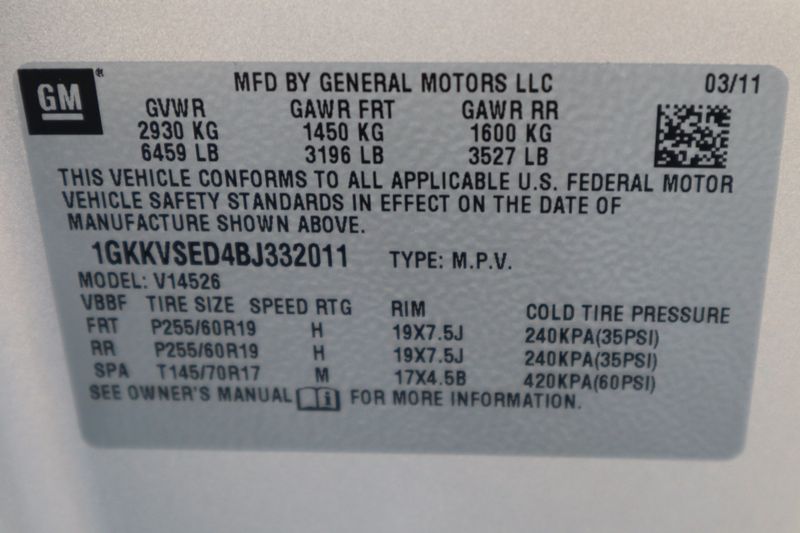 GM®
MFD BY GENERAL MOTORS LLC 03/11
GVWR GAWR FRT GAWR RR
2930 KG 1450 KG 1600 KG
6459 LB 3196 LB 3527 LB
THIS VEHICLE CONFORMS TO ALL APPLICABLE U.S. FEDERAL MOTOR
VEHICLE SAFETY STANDARDS IN EFFECT ON THE DATE OF
MANUFACTURE SHOWN ABOVE.
1GKKVSED4BJ332011 TYPE: M.P.V.
MODEL: V14526
VBBF TIRE SIZE SPEED RTG RIM COLD TIRE PRESSURE
FRT P255/60R19 H 19X7.5J 240KPA(35PSI)
RR P255/60R19 H 19X7.5J 240KPA(35PSI)
SPA T145/70R17 M 17X4.5B 420KPA(60PSI)
SEE OWNER'S MANUAL i FOR MORE INFORMATION.